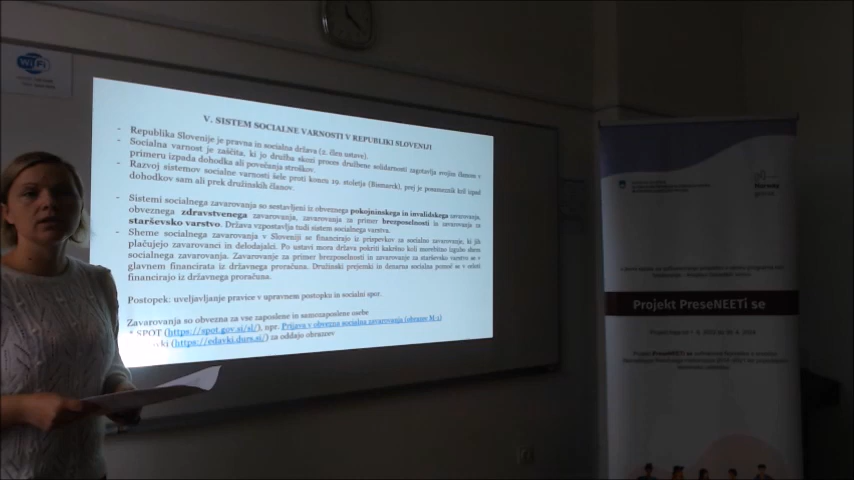 WiFi
V. SISTEM SOCIALNE VARNOSTI V REPUBLIKI SLOVENIJI
- Republika Slovenije je pravna in socialna država (2. člen ustave).
- Socialna varnost je zaščita, ki jo družba skozi procese družbene solidarnosti zagotavlja svojim članom v
primeru izpada dohodka ali povečanja stroškov.
- Razvoj sistemov socialne varnosti šele proti koncu 19. stoletja (Bismarck), prej je posameznik kril izpad
dohodkov sam ali prek družinskih članov.
- Sistemi socialnega zavarovanja so sestavljeni iz obveznega pokojninskega in invalidskega zavarovanja,
obveznega zdravstvenega zavarovanja, zavarovanja za primer brezposelnosti in zavarovanja za
starševsko varstvo. Država vzpostavlja tudi sistem socialnega varstva.
- Sheme socialnega zavarovanja v Sloveniji se financirajo iz prispevkov za socialno zavarovanje, ki jih
plačujejo zavarovanci in delodajalci. Po ustavi mora država pokriti kakršno koli morebitno izgubo shem
socialnega zavarovanja. Zavarovanje za primer brezposelnosti in zavarovanje za starševsko varstvo se v
glavnem financirata iz državnega proračuna. Družinski prejemki in denarna socialna pomoč se v celoti
financirajo iz državnega proračuna.
Postopek: uveljavljanje pravice v upravnem postopku in socialni spor.
Zavarovanja so obvezna za vse zaposlene in samozaposlene osebe
* SPOT (https://spot.gov.si/sl/), npr. Prijava v obvezna socialna zavarovanja (obrazec M-1)
(https://edavki.durs.si/) za oddajo obrazcev
Projekt PreseNEETi se